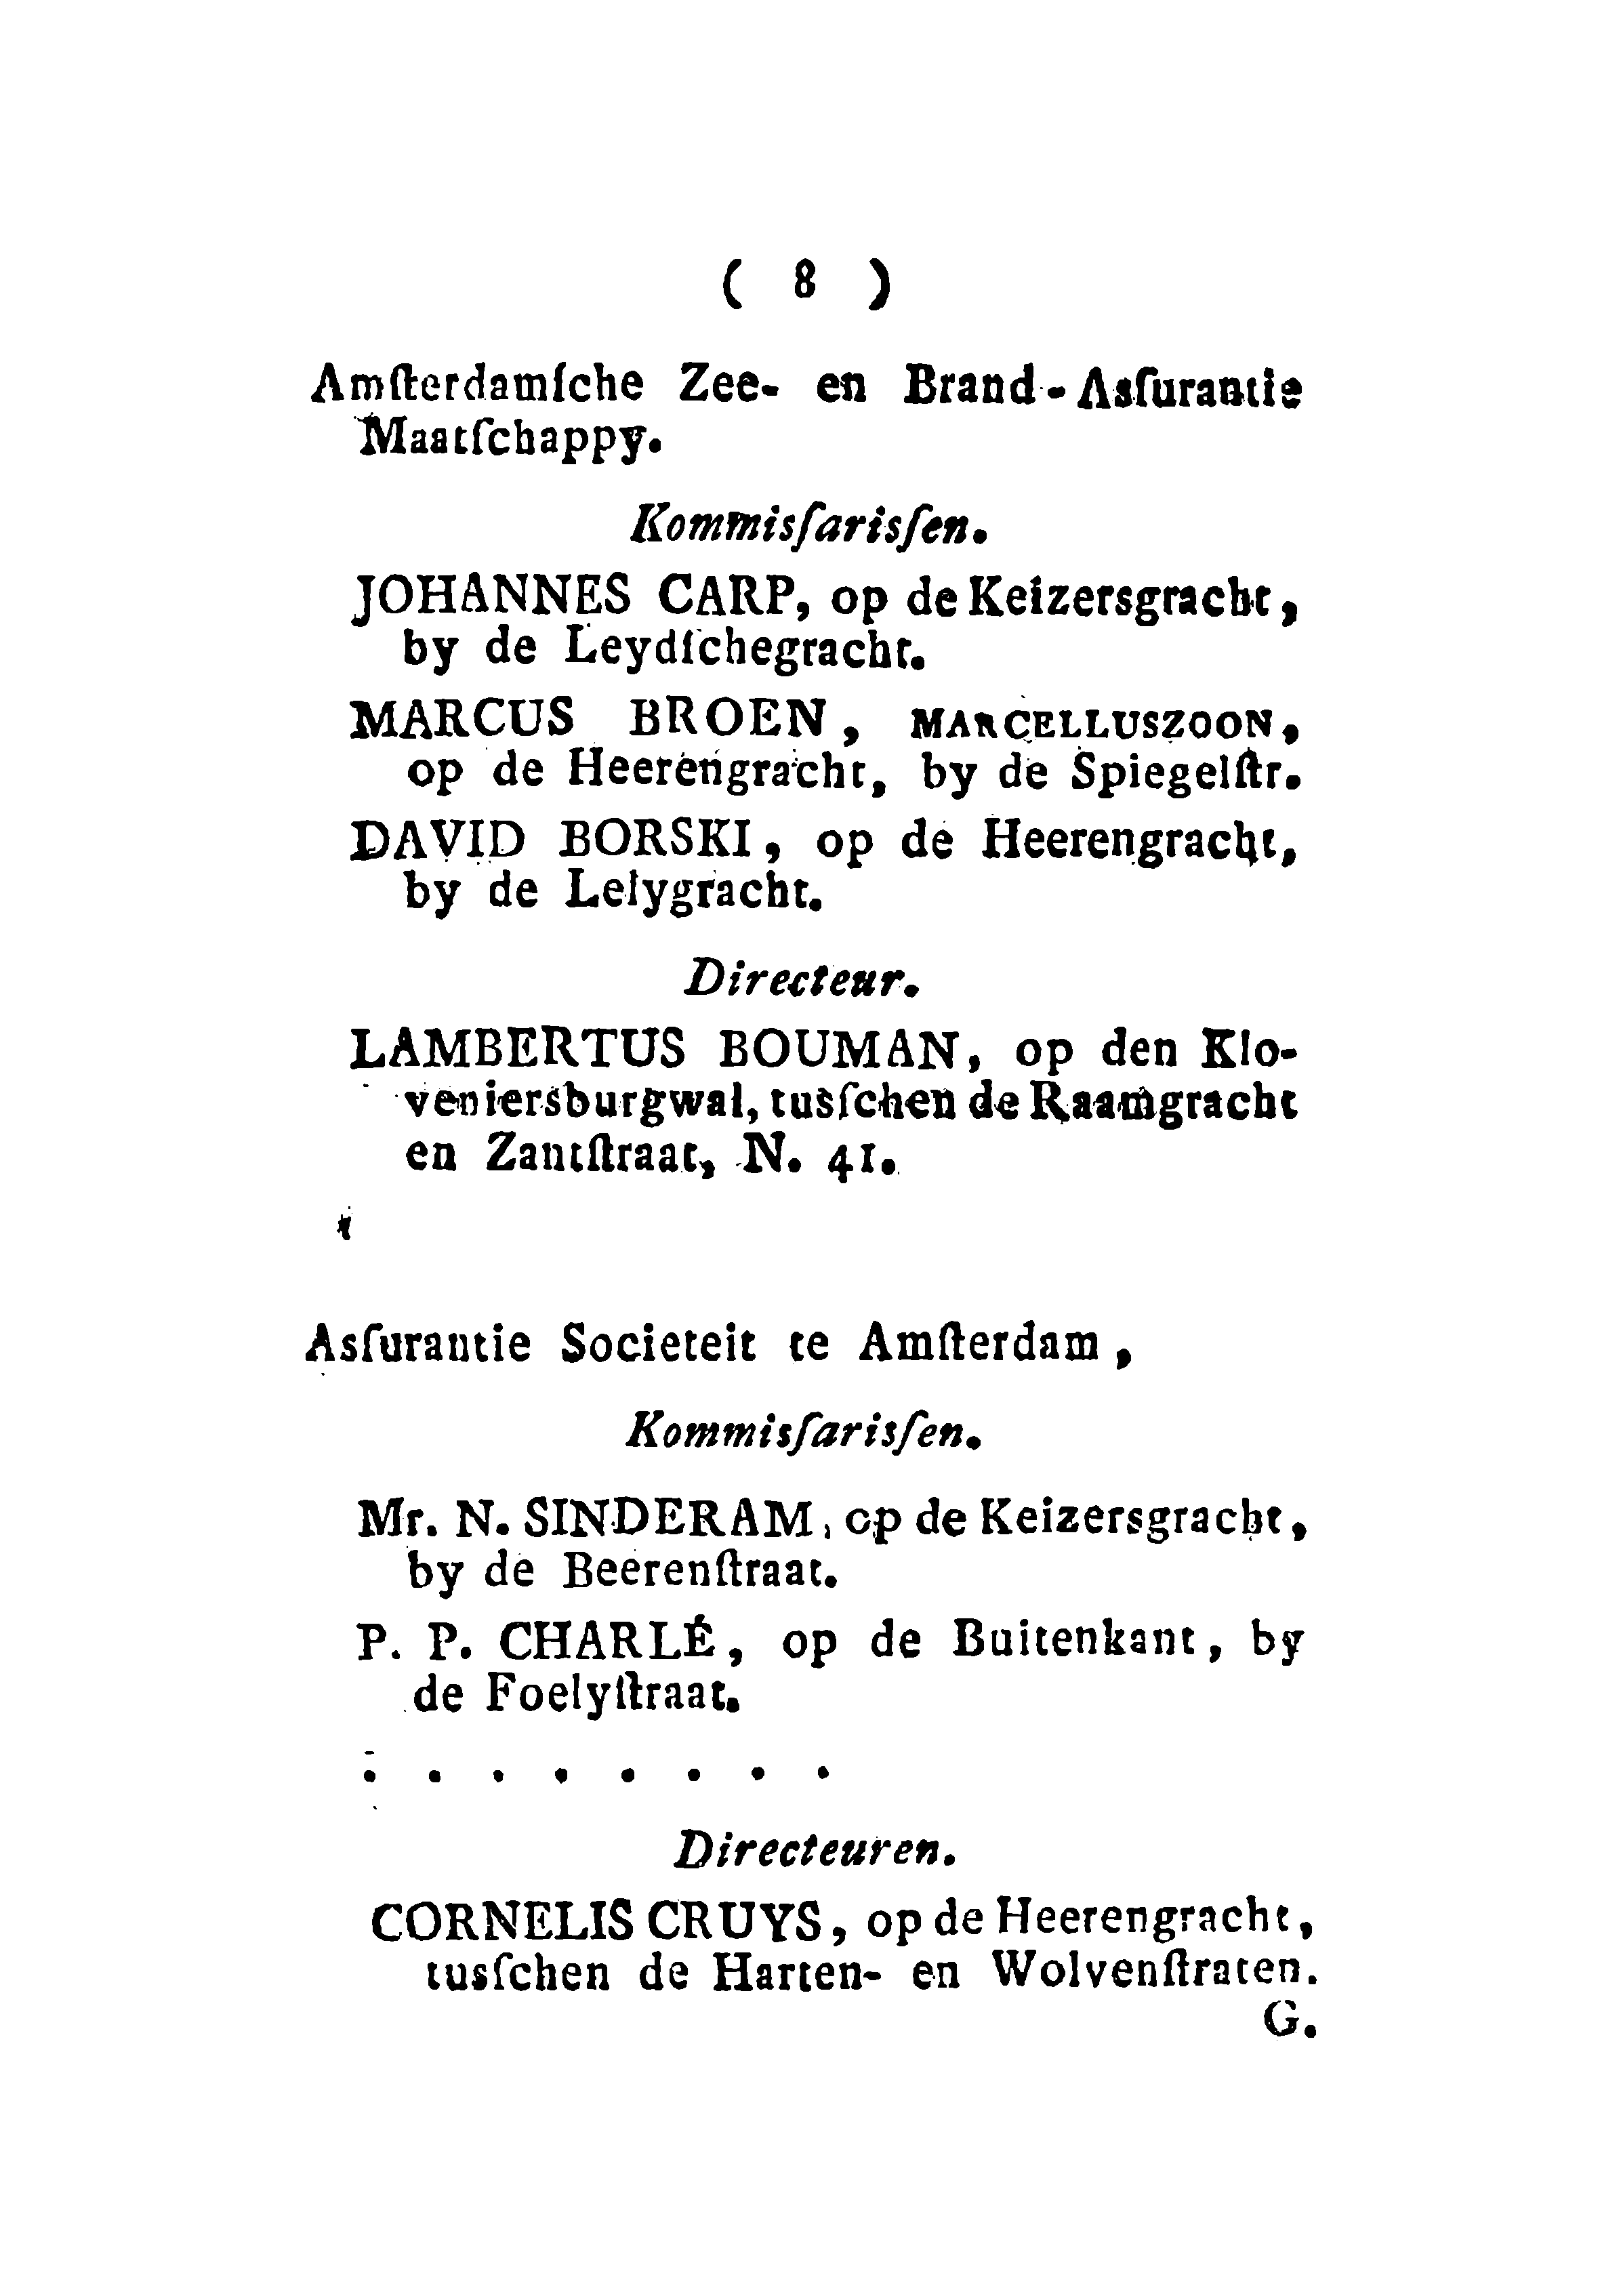 ( 8 )
Amſterdamſche Zee- en Brand-Asſurantie
Maatſchappy.
Kommisſarisſen.
JOHANNES CARP, op de Keizersgracht,
by de Leydſchegracht.
MARCUS BROEN, MARCELLUSZOON,
op de Heerengracht, by de Spiegelſtr.
DAVID BORSKI, op de Heerengracht,
by de Lelygracht.
Directeur.
LAMBERTUS BOUMAN, op den Klo-
veniersburgwal, tusſchen de Raamgracht
en Zantſtraat, N. 41.
Asſurantie Societeit te Amſterdam,
Kommisſarisſen.
Mr. N. SINDERAM, op de Keizersgracht,
by de Beerenſtraat.
P. P. CHARLÉ, op de Buitenkant, by
de Foelyſtraat.
. . . . . . . .
Directeuren.
CORNELIS CRUYS, op de Heerengracht,
tusſchen de Harten- en Wolvenſtraten.
G.